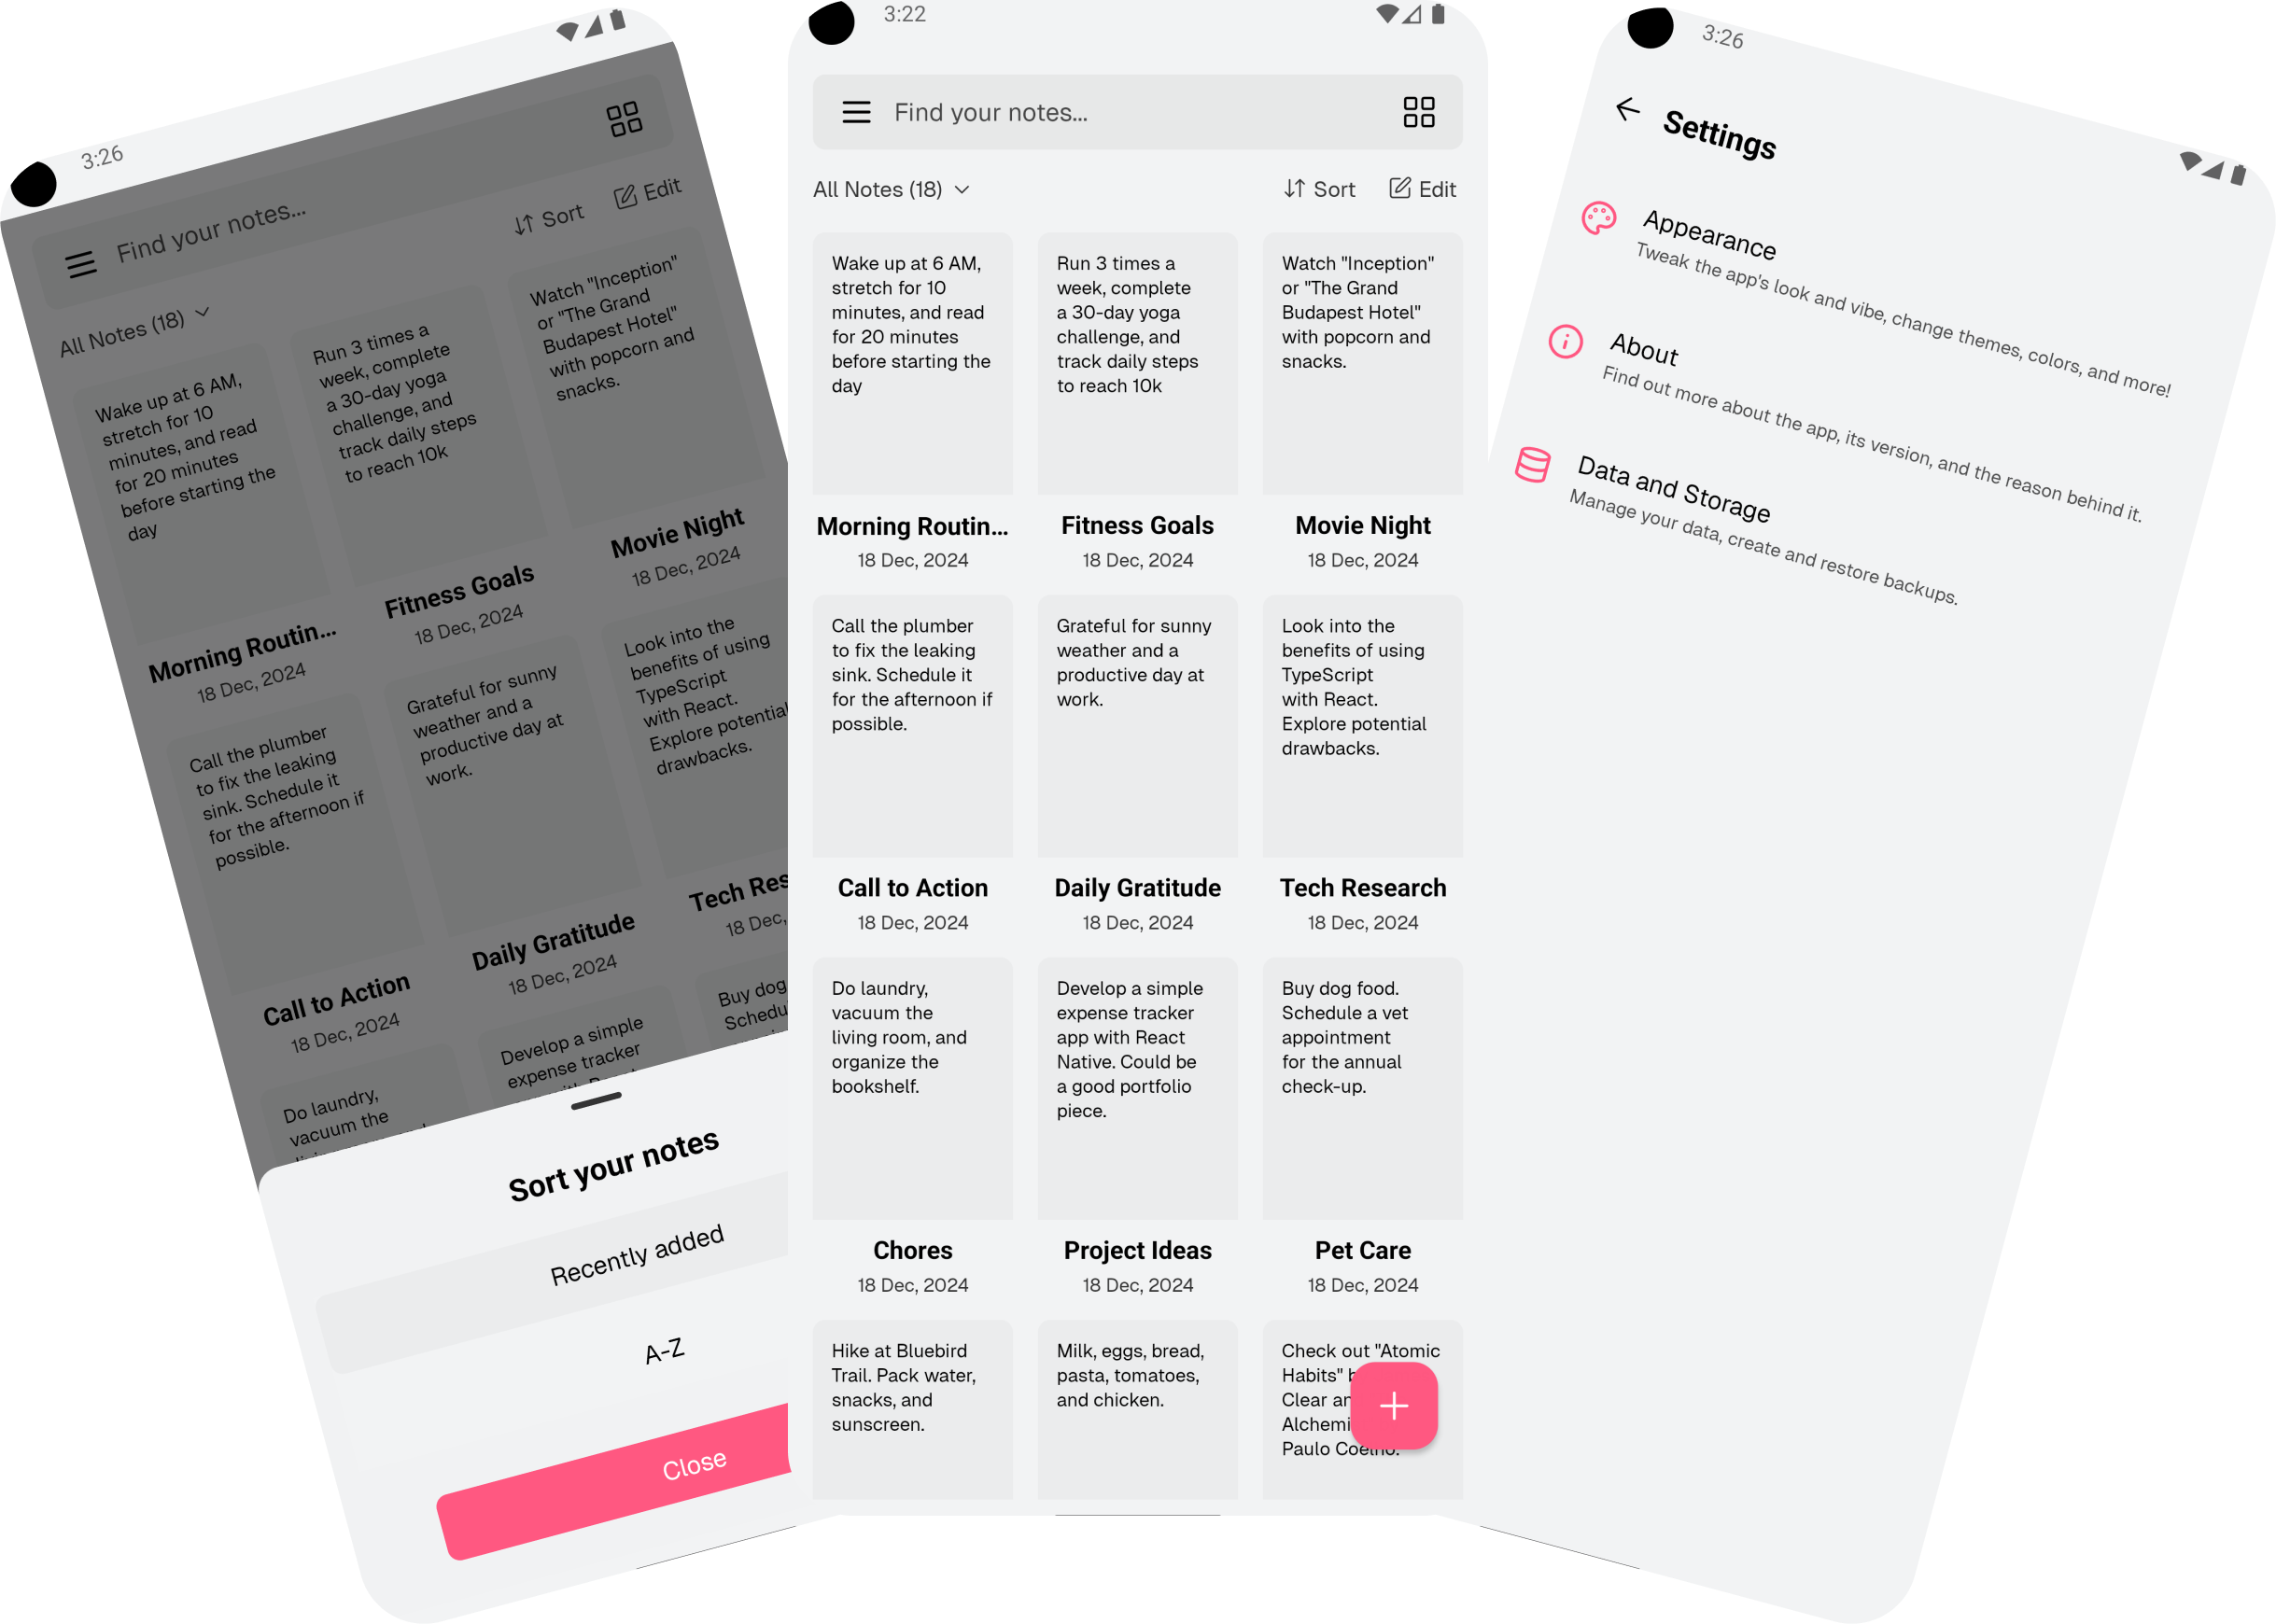 3:26
Find your notes...
All Notes (18)
Sort
Edit
Wake up at 6 AM,
stretch for 10
minutes, and read
for 20 minutes
before starting the
day
Run 3 times a
week, complete
a 30-day yoga
challenge, and
track daily steps
to reach 10k
Watch "Inception"
or "The Grand
Budapest Hotel"
with popcorn and
snacks.
Morning Routin...
18 Dec, 2024
Fitness Goals
18 Dec, 2024
Movie Night
18 Dec, 2024
Call the plumber
to fix the leaking
sink. Schedule it
for the afternoon if
possible.
Grateful for sunny
weather and a
productive day at
work.
Look into the
benefits of using
TypeScript
with React.
Explore potential
drawbacks.
Call to Action
18 Dec, 2024
Daily Gratitude
18 Dec, 2024
Tech Res
18 Dec,
Do laundry,
vacuum the
Develop a simple
expense tracker
Buy dog
Schedu
Sort your notes
Recently added
A-Z
Close
3:22
Find your notes...
All Notes (18)
Sort
Edit
Wake up at 6 AM,
stretch for 10
minutes, and read
for 20 minutes
before starting the
day
Run 3 times a
week, complete
a 30-day yoga
challenge, and
track daily steps
to reach 10k
Watch "Inception"
or "The Grand
Budapest Hotel"
with popcorn and
snacks.
Morning Routin...
18 Dec, 2024
Fitness Goals
18 Dec, 2024
Movie Night
18 Dec, 2024
Call the plumber
to fix the leaking
sink. Schedule it
for the afternoon if
possible.
Grateful for sunny
weather and a
productive day at
work.
Look into the
benefits of using
TypeScript
with React.
Explore potential
drawbacks.
Call to Action
18 Dec, 2024
Daily Gratitude
18 Dec, 2024
Tech Research
18 Dec, 2024
Do laundry,
vacuum the
living room, and
organize the
bookshelf.
Develop a simple
expense tracker
app with React
Native. Could be
a good portfolio
piece.
Buy dog food.
Schedule a vet
appointment
for the annual
check-up.
Chores
18 Dec, 2024
Project Ideas
18 Dec, 2024
Pet Care
18 Dec, 2024
Hike at Bluebird
Trail. Pack water,
snacks, and
sunscreen.
Milk, eggs, bread,
pasta, tomatoes,
and chicken.
Check out "Atomic
Habits" b
Clear an
Alchemi
Paulo Coelho.
3:26
Settings
Appearance
Tweak the app's look and vibe, change themes, colors, and more!
About
Find out more about the app, its version, and the reason behind it.
Data and Storage
Manage your data, create and restore backups.